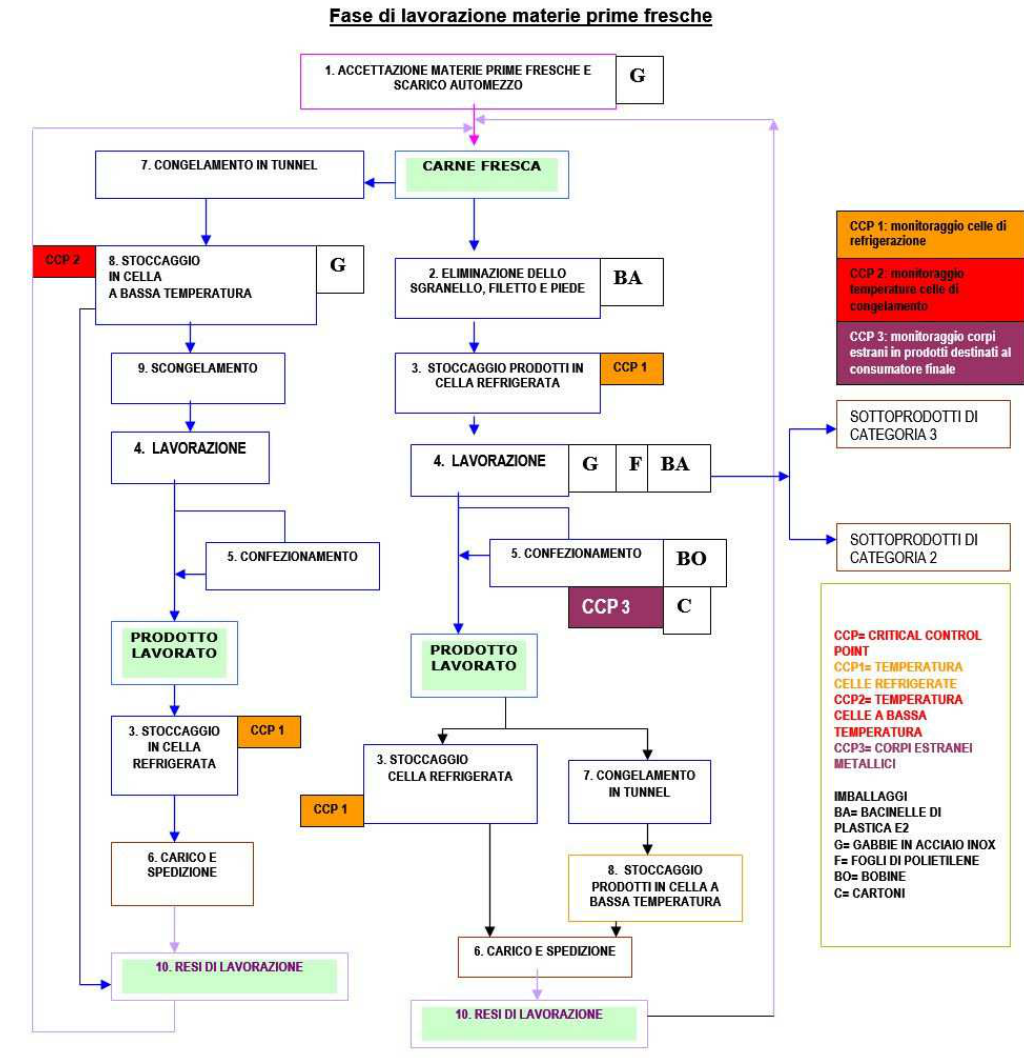 Fase di lavorazione materie prime fresche
1. ACCETTAZIONE MATERIE PRIME FRESCHE E
SCARICO AUTOMEZZO
G
7. CONGELAMENTO IN TUNNEL
CARNE FRESCA
CCP 2
8. STOCCAGGIO
IN CELLA
A BASSA TEMPERATURA
G
2. ELIMINAZIONE DELLO
SGRANELLO, FILETTO E PIEDE
BA
CCP 1: monitoraggio celle di
refrigerazione
CCP 2: monitoraggio
temperature celle di
congelamento
CCP 3: monitoraggio corpi
estrani in prodotti destinati al
consumatore finale
9. SCONGELAMENTO
3. STOCCAGGIO PRODOTTI IN
CELLA REFRIGERATA
CCP 1
4. LAVORAZIONE
4. LAVORAZIONE
G
F
BA
SOTTOPRODOTTI DI
CATEGORIA 3
SOTTOPRODOTTI DI
CATEGORIA 2
5. CONFEZIONAMENTO
5. CONFEZIONAMENTO
BO
CCP 3
C
PRODOTTO
LAVORATO
PRODOTTO
LAVORATO
3. STOCCAGGIO
IN CELLA
REFRIGERATA
CCP 1
3. STOCCAGGIO
CELLA REFRIGERATA
CCP 1
7. CONGELAMENTO
IN TUNNEL
6. CARICO E
SPEDIZIONE
8. STOCCAGGIO
PRODOTTI IN CELLA A
BASSA TEMPERATURA
6. CARICO E SPEDIZIONE
10. RESI DI LAVORAZIONE
10. RESI DI LAVORAZIONE
CCP= CRITICAL CONTROL
POINT
CCP1= TEMPERATURA
CELLE REFRIGERATE
CCP2= TEMPERATURA
CELLE A BASSA
TEMPERATURA
CCP3= CORPI ESTRANEI
METALLICI
IMBALLAGGI
BA= BACINELLE DI
PLASTICA E2
G= GABBIE IN ACCIAIO INOX
F= FOGLI DI POLIETILENE
BO= BOBINE
C= CARTONI